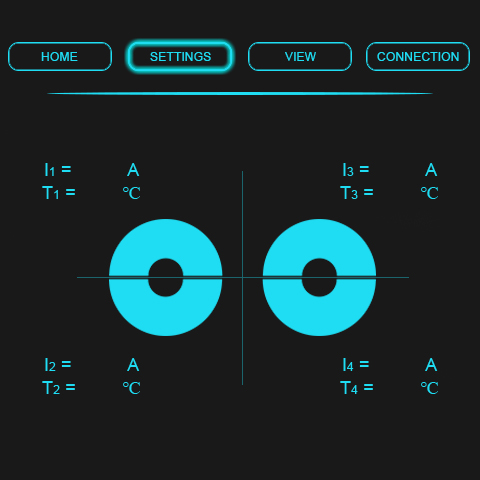 HOME SETTINGS VIEW CONNECTION
I1 = A I3 = A
T1 = °C T3 = °C
I2 = A I4 = A
T2 = °C T4 = °C